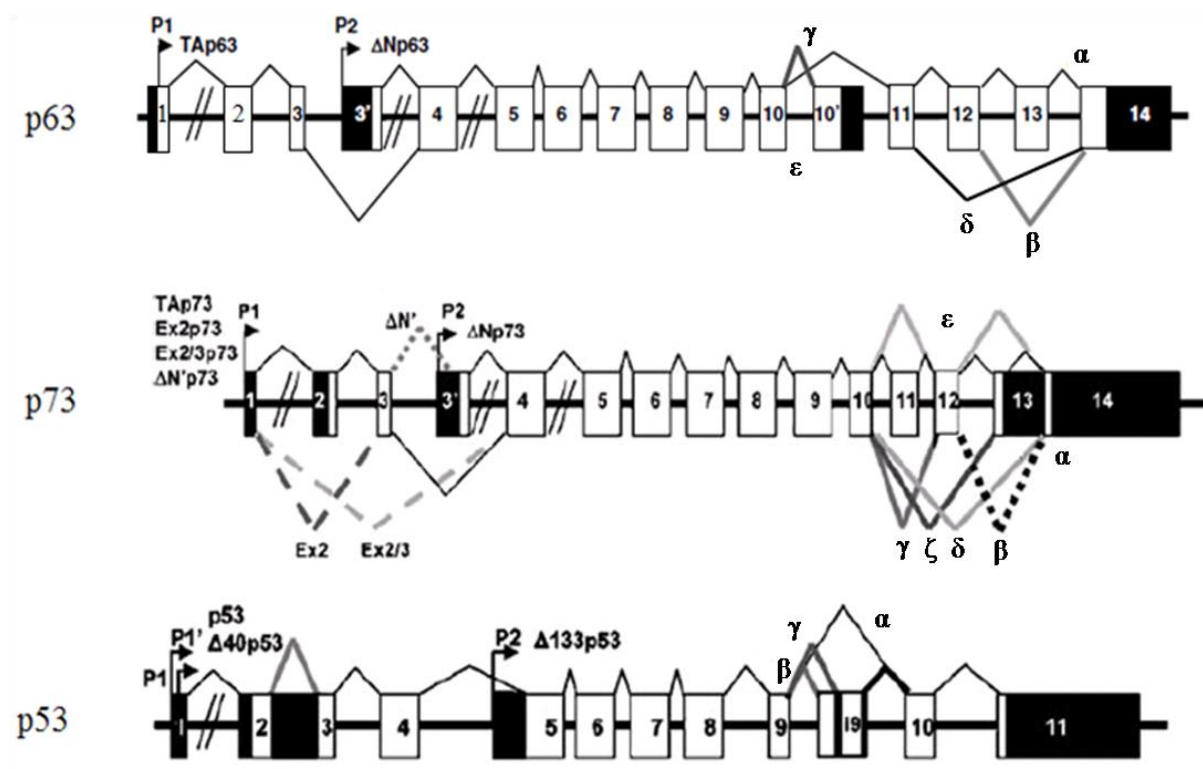 P1 TAp63 P2 ΔNp63 γ α
p63 1 2 3 3' 4 5 6 7 8 9 10 10' 11 12 13 14
ε δ β
TAp73 P1 ΔN' P2 ε
Ex2p73 ΔNp73
Ex2/3p73
ΔN'p73
p73 1 2 3 3' 4 5 6 7 8 9 10 11 12 13 14
α
Ex2 Ex2/3 γ ζ δ β
p53
P1' Δ40p53 P2 Δ133p53 γ α
P1 β
p53 1 2 3 4 5 6 7 8 9 I9 10 11